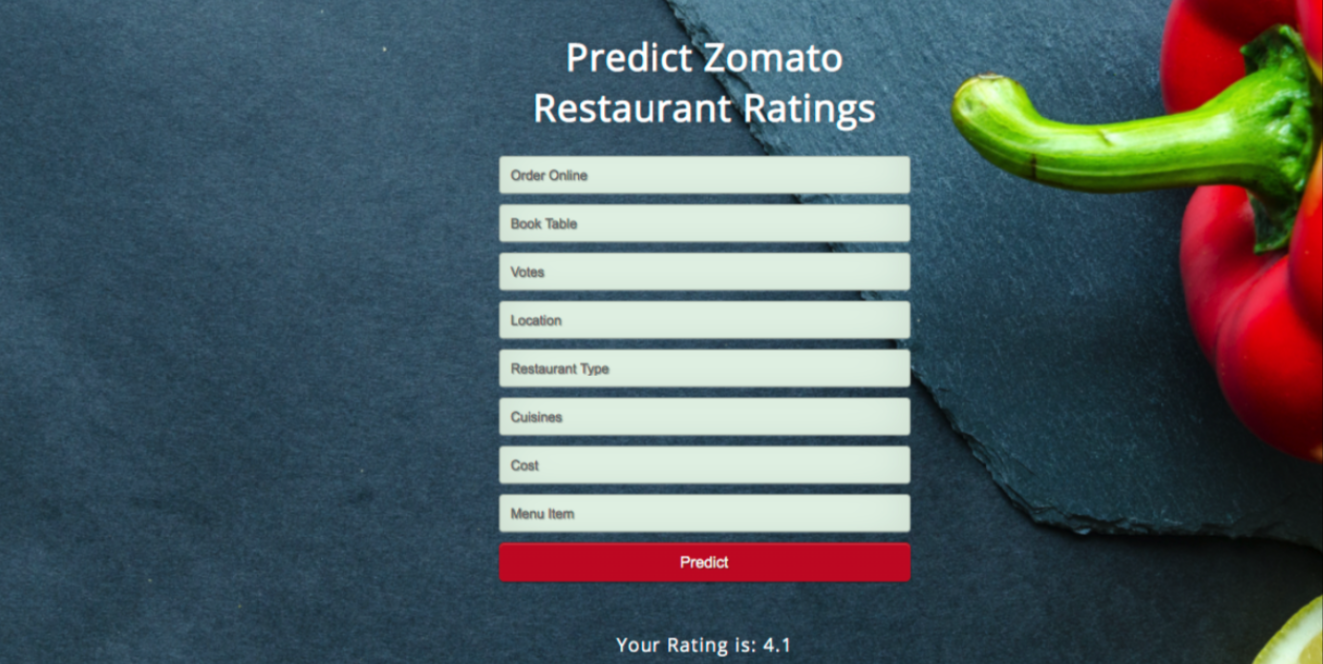 Predict Zomato
Restaurant Ratings
Order Online
Book Table
Votes
Location
Restaurant Type
Cuisines
Cost
Menu Item
Predict
Your Rating is: 4.1